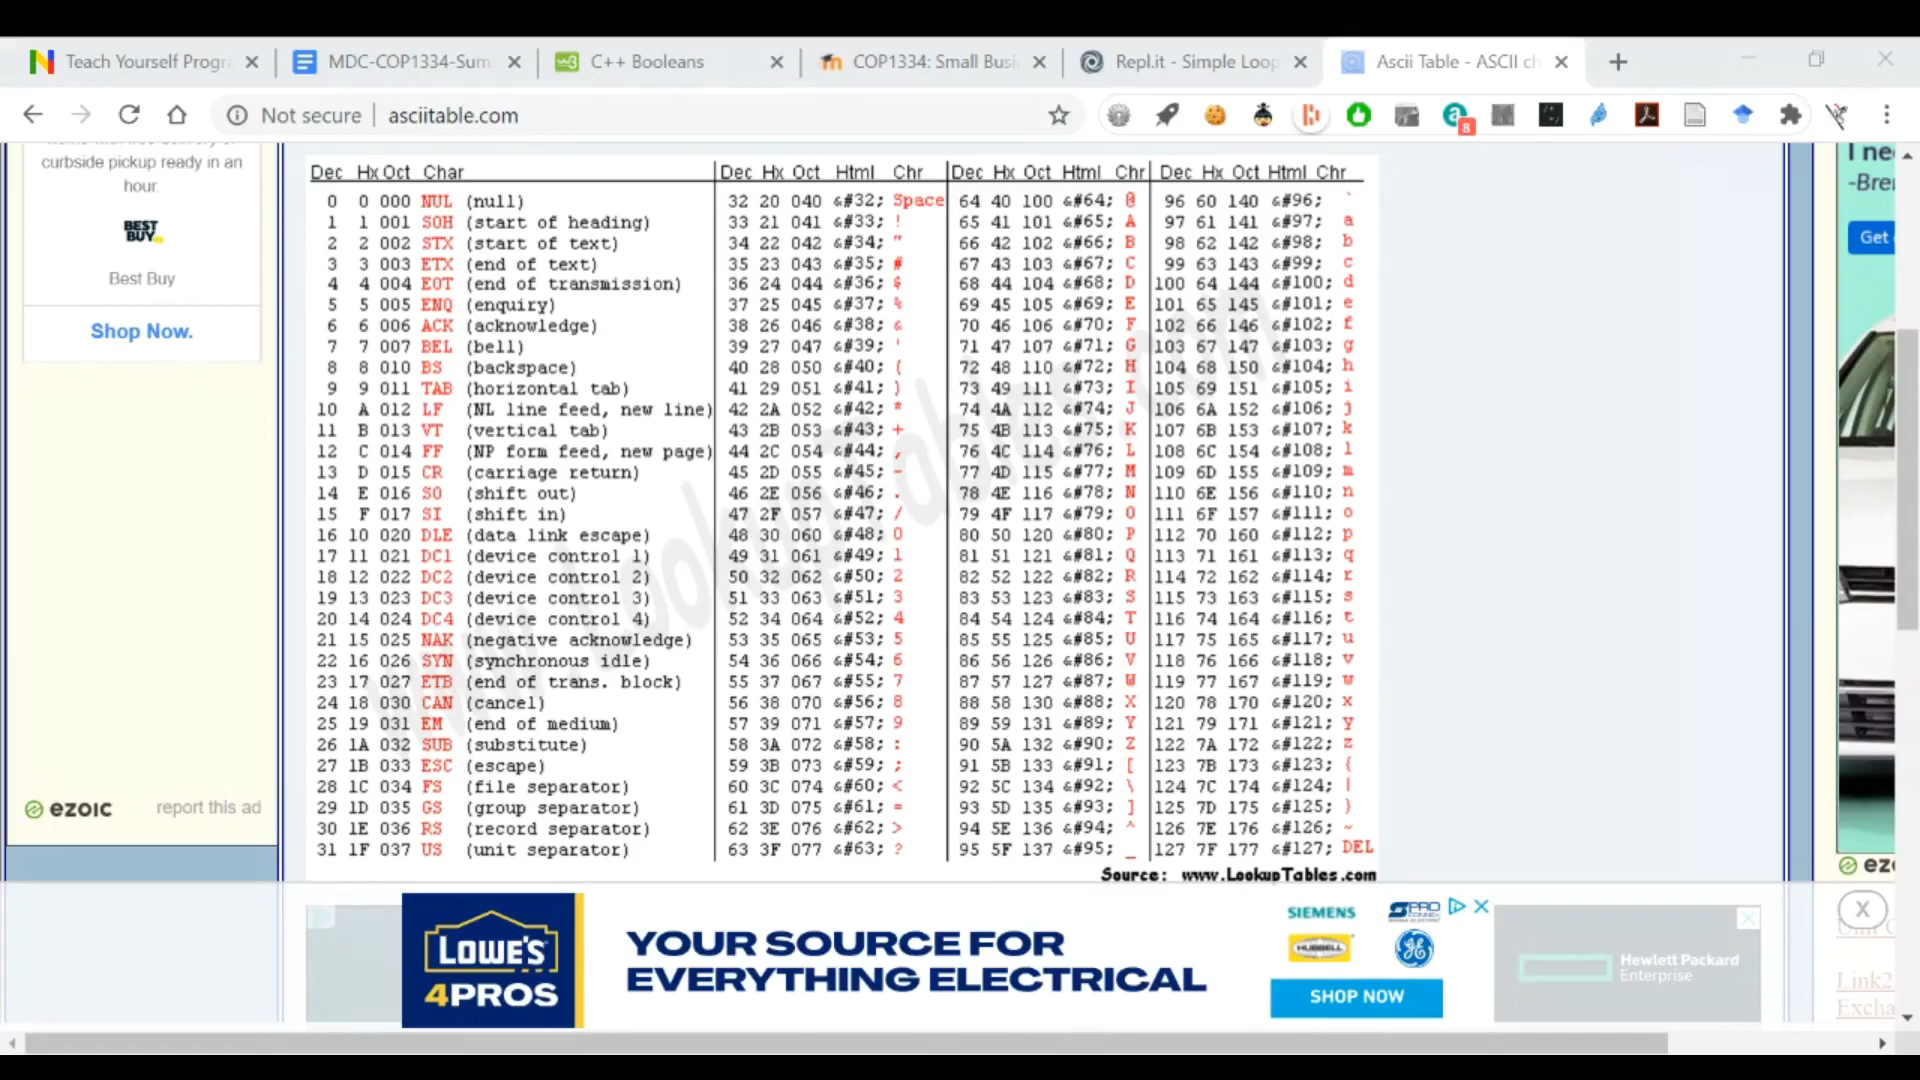 Teach Yourself Progra
MDC-COP1334-Sum
C++ Booleans
COP1334: Small Busi
Repl.it - Simple Loop
Ascii Table - ASCII ch
Not secure
asciitable.com
8
curbside pickup ready in an
hour.
BEST
BUY
Best Buy
Shop Now.
ezoic
report this ad
Dec Hx Oct Char
0 0 000 NUL (null)
1 1 001 SOH (start of heading)
2 2 002 STX (start of text)
3 3 003 ETX (end of text)
4 4 004 EOT (end of transmission)
5 5 005 ENQ (enquiry)
6 6 006 ACK (acknowledge)
7 7 007 BEL (bell)
8 8 010 BS (backspace)
9 9 011 TAB (horizontal tab)
10 A 012 LF (NL line feed, new line)
11 B 013 VT (vertical tab)
12 C 014 FF (NP form feed, new page)
13 D 015 CR (carriage return)
14 E 016 SO (shift out)
15 F 017 SI (shift in)
16 10 020 DLE (data link escape)
17 11 021 DC1 (device control 1)
18 12 022 DC2 (device control 2)
19 13 023 DC3 (device control 3)
20 14 024 DC4 (device control 4)
21 15 025 NAK (negative acknowledge)
22 16 026 SYN (synchronous idle)
23 17 027 ETB (end of trans. block)
24 18 030 CAN (cancel)
25 19 031 EM (end of medium)
26 1A 032 SUB (substitute)
27 1B 033 ESC (escape)
28 1C 034 FS (file separator)
29 1D 035 GS (group separator)
30 1E 036 RS (record separator)
31 1F 037 US (unit separator)
Dec Hx Oct Html Chr
32 20 040 &#32; Space
33 21 041 &#33; !
34 22 042 &#34; "
35 23 043 &#35; #
36 24 044 &#36; $
37 25 045 &#37; %
38 26 046 &#38; &
39 27 047 &#39; '
40 28 050 &#40; (
41 29 051 &#41; )
42 2A 052 &#42; *
43 2B 053 &#43; +
44 2C 054 &#44; ,
45 2D 055 &#45; -
46 2E 056 &#46; .
47 2F 057 &#47; /
48 30 060 &#48; 0
49 31 061 &#49; 1
50 32 062 &#50; 2
51 33 063 &#51; 3
52 34 064 &#52; 4
53 35 065 &#53; 5
54 36 066 &#54; 6
55 37 067 &#55; 7
56 38 070 &#56; 8
57 39 071 &#57; 9
58 3A 072 &#58; :
59 3B 073 &#59; ;
60 3C 074 &#60; <
61 3D 075 &#61; =
62 3E 076 &#62; >
63 3F 077 &#63; ?
Dec Hx Oct Html Chr
64 40 100 &#64; @
65 41 101 &#65; A
66 42 102 &#66; B
67 43 103 &#67; C
68 44 104 &#68; D
69 45 105 &#69; E
70 46 106 &#70; F
71 47 107 &#71; G
72 48 110 &#72; H
73 49 111 &#73; I
74 4A 112 &#74; J
75 4B 113 &#75; K
76 4C 114 &#76; L
77 4D 115 &#77; M
78 4E 116 &#78; N
79 4F 117 &#79; O
80 50 120 &#80; P
81 51 121 &#81; Q
82 52 122 &#82; R
83 53 123 &#83; S
84 54 124 &#84; T
85 55 125 &#85; U
86 56 126 &#86; V
87 57 127 &#87; W
88 58 130 &#88; X
89 59 131 &#89; Y
90 5A 132 &#90; Z
91 5B 133 &#91; [
92 5C 134 &#92; \
93 5D 135 &#93; ]
94 5E 136 &#94; ^
95 5F 137 &#95; _
Dec Hx Oct Html Chr
96 60 140 &#96; `
97 61 141 &#97; a
98 62 142 &#98; b
99 63 143 &#99; c
100 64 144 &#100; d
101 65 145 &#101; e
102 66 146 &#102; f
103 67 147 &#103; g
104 68 150 &#104; h
105 69 151 &#105; i
106 6A 152 &#106; j
107 6B 153 &#107; k
108 6C 154 &#108; l
109 6D 155 &#109; m
110 6E 156 &#110; n
111 6F 157 &#111; o
112 70 160 &#112; p
113 71 161 &#113; q
114 72 162 &#114; r
115 73 163 &#115; s
116 74 164 &#116; t
117 75 165 &#117; u
118 76 166 &#118; v
119 77 167 &#119; w
120 78 170 &#120; x
121 79 171 &#121; y
122 7A 172 &#122; z
123 7B 173 &#123; {
124 7C 174 &#124; |
125 7D 175 &#125; }
126 7E 176 &#126; ~
127 7F 177 &#127; DEL
www.LookupTables.com
Source: www.LookupTables.com
I nee
-Brer
Get
eze
LOWE'S
4PROS
YOUR SOURCE FOR
EVERYTHING ELECTRICAL
SIEMENS
HUBBELL
GE
SHOP NOW
Hewlett Packard
Enterprise
X
Link2
Excha